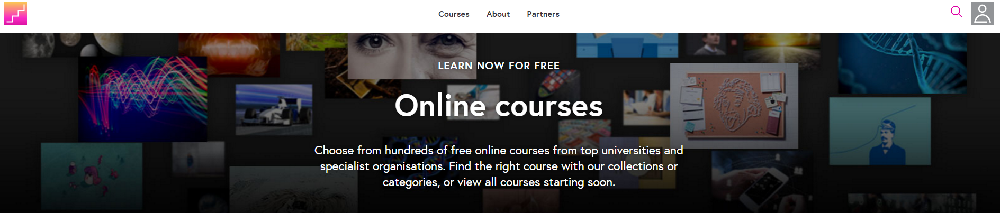 Courses About Partners
LEARN NOW FOR FREE
Online courses
Choose from hundreds of free online courses from top universities and
specialist organisations. Find the right course with our collections or
categories, or view all courses starting soon.